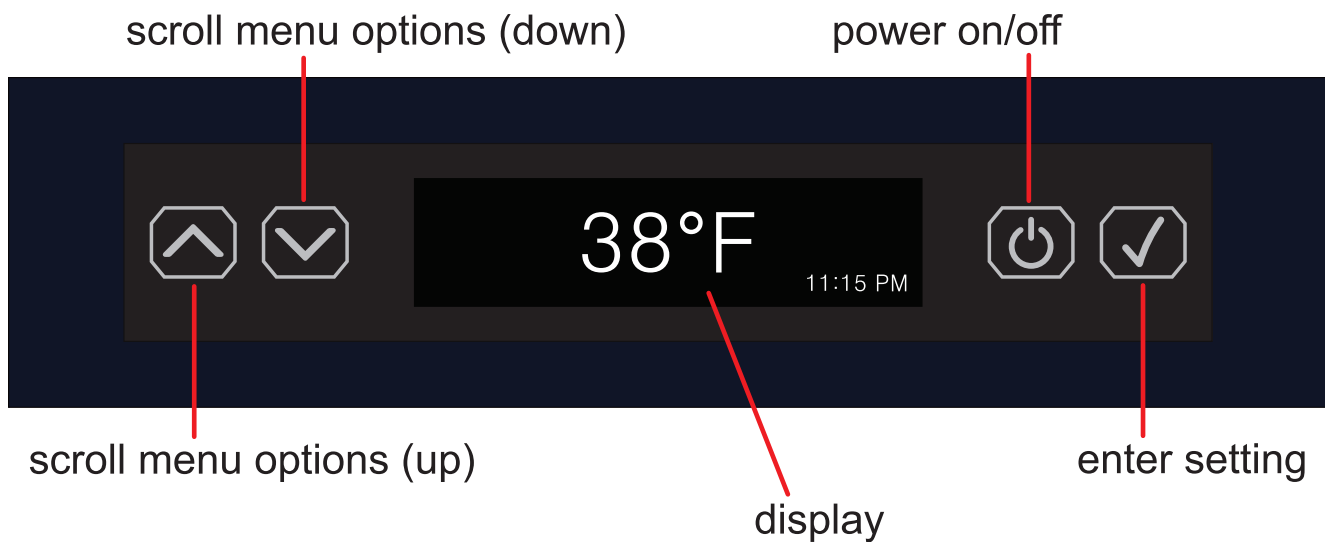 scroll menu options (down)
power on/off
38°F
11:15 PM
scroll menu options (up)
enter setting
display